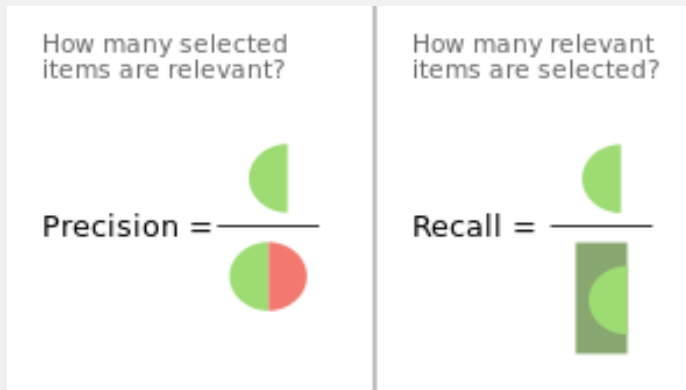 How many selected
items are relevant?
Precision =
How many relevant
items are selected?
Recall =